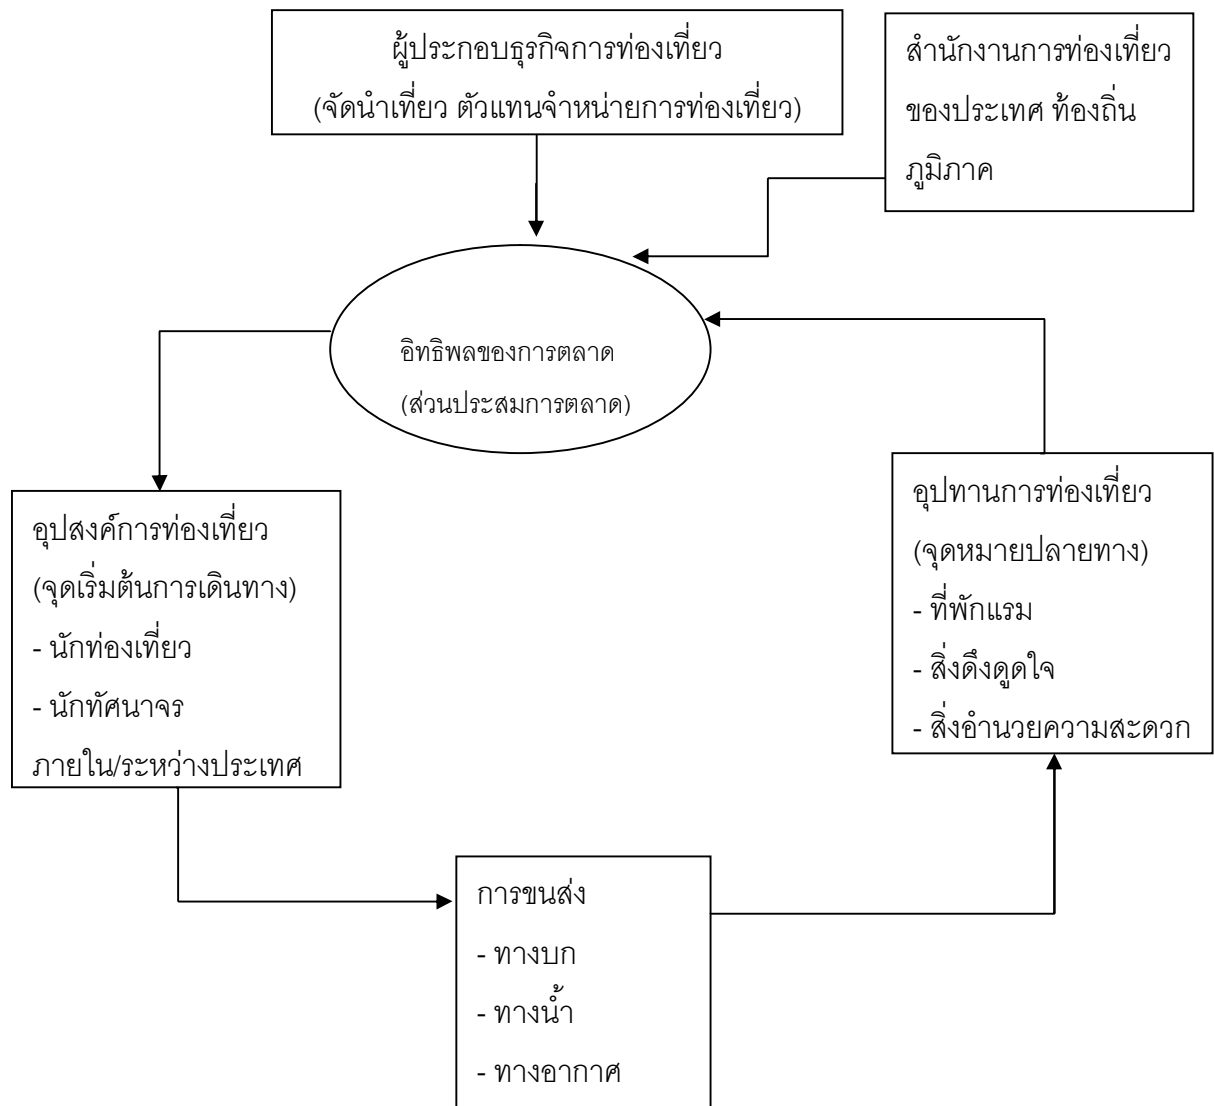 ผู้ประกอบธุรกิจการท่องเที่ยว
(จัดนำเที่ยว ตัวแทนจำหน่ายการท่องเที่ยว)
สำนักงานการท่องเที่ยว
ของประเทศ ท้องถิ่น
ภูมิภาค
อิทธิพลของการตลาด
(ส่วนประสมการตลาด)
อุปสงค์การท่องเที่ยว
(จุดเริ่มต้นการเดินทาง)
- นักท่องเที่ยว
- นักทัศนาจร
ภายใน/ระหว่างประเทศ
อุปทานการท่องเที่ยว
(จุดหมายปลายทาง)
- ที่พักแรม
- สิ่งดึงดูดใจ
- สิ่งอำนวยความสะดวก
การขนส่ง
- ทางบก
- ทางน้ำ
- ทางอากาศ